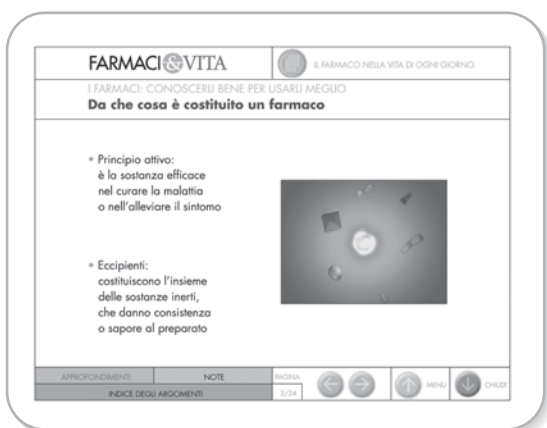 FARMACI&VITA
IL FARMACO NELLA VITA DI OGNI GIORNO
I FARMACI: CONOSCERLI BENE PER USARLI MEGLIO
Da che cosa è costituito un farmaco
• Principio attivo:
è la sostanza efficace
nel curare la malattia
o nell'alleviare il sintomo
• Eccipienti:
costituiscono l'insieme
delle sostanze inerti,
che danno consistenza
o sapore al preparato
APPROFONDIMENTI
NOTE
PAGINA
MENU
CHIUDI
INDICE DEGLI ARGOMENTI
2/24